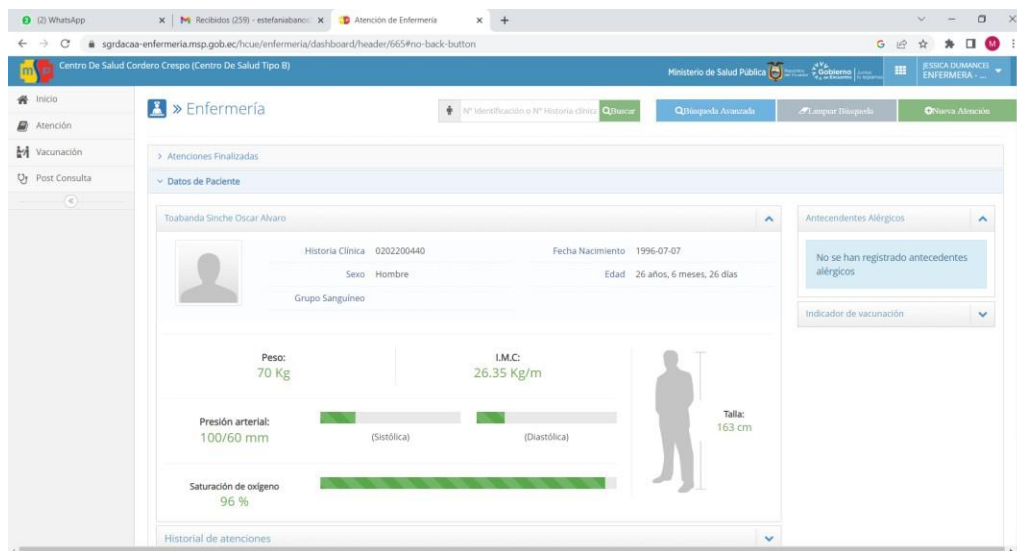 (2) WhatsApp
Recibidos (259) - estefaniabanoc
Atención de Enfermería
sgrdacaa-enfermeria.msp.gob.ec/hcue/enfermeria/dashboard/header/665#no-back-button
G
M
Centro De Salud Cordero Crespo (Centro De Salud Tipo B)
Ministerio de Salud Pública
Gobierno
JESSICA DUMANCEI
ENFERMERA - ...
msp
Inicio
Atención
Vacunación
Post Consulta
» Enfermería
N° Identificación o N° Historia clínica
Buscar
Búsqueda Avanzada
Limpiar Búsqueda
Nueva Atención
Atenciones Finalizadas
Datos de Paciente
Toabanda Sinche Oscar Alvaro
Historia Clínica 0202200440
Fecha Nacimiento 1996-07-07
Sexo Hombre
Edad 26 años, 6 meses, 26 días
Grupo Sanguíneo
Antecendentes Alérgicos
No se han registrado antecedentes
alérgicos
Indicador de vacunación
Peso:
70 Kg
I.M.C:
26.35 Kg/m
Presión arterial:
100/60 mm
(Sistólica)
(Diastólica)
Talla:
163 cm
Saturación de oxígeno
96 %
Historial de atenciones